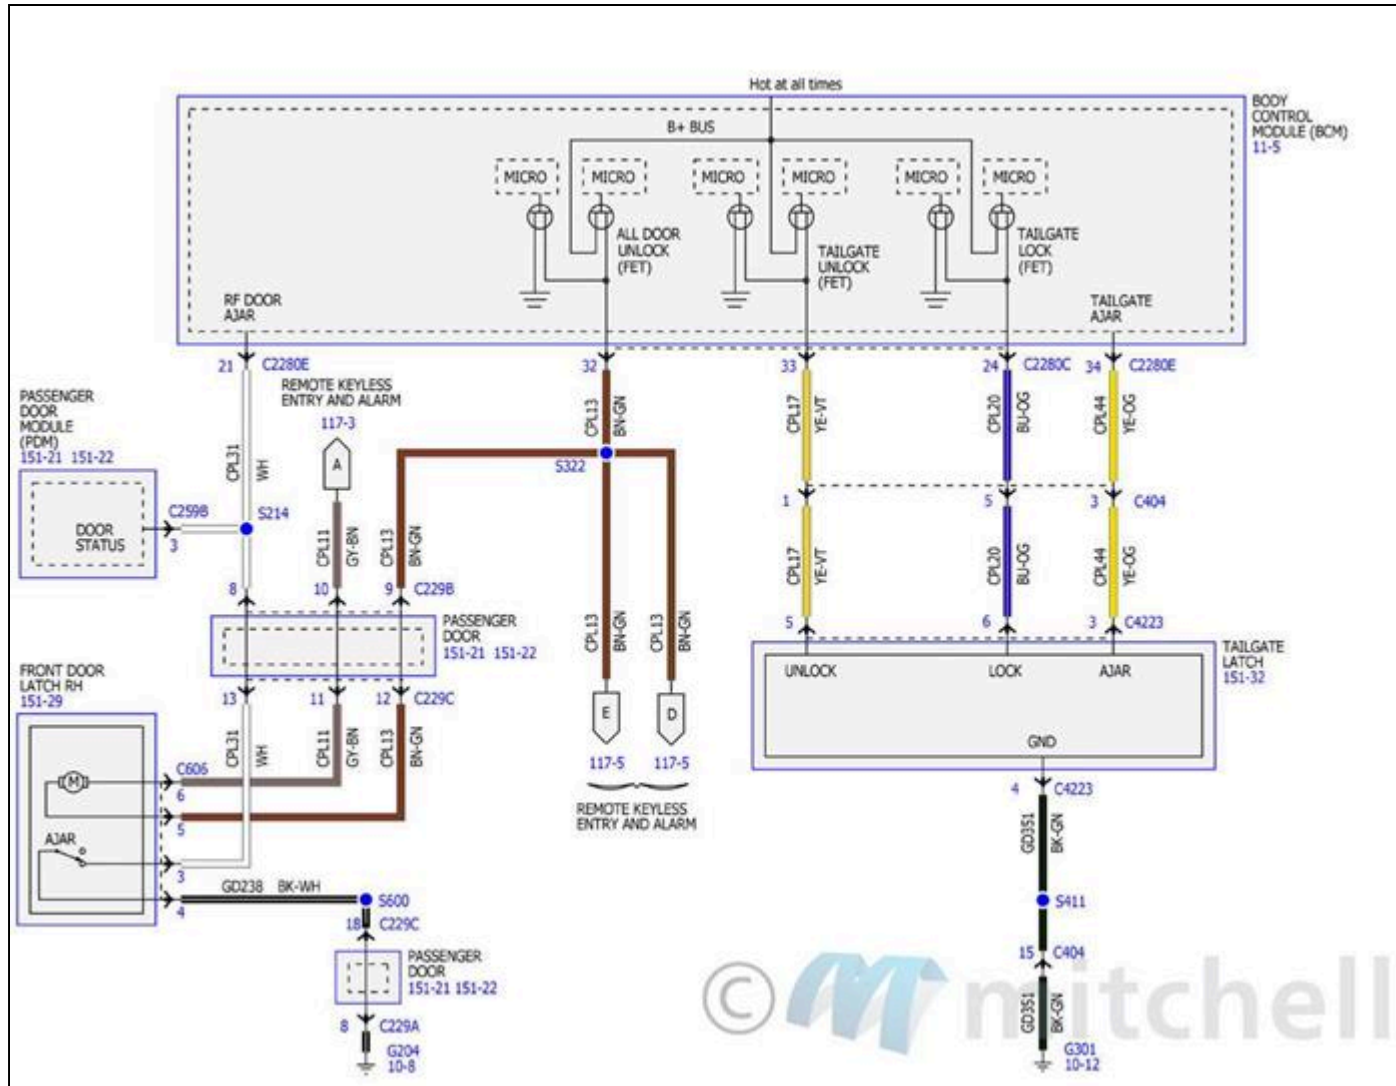 Hot at all times
B+ BUS
BODY
CONTROL
MODULE (BCM)
11-5
MICRO
MICRO
MICRO
MICRO
MICRO
MICRO
ALL DOOR
UNLOCK
(FET)
TAILGATE
UNLOCK
(FET)
TAILGATE
LOCK
(FET)
RF DOOR
AJAR
TAILGATE
AJAR
21
C2280E
32
33
24
C2280C
34
C2280E
REMOTE KEYLESS
ENTRY AND ALARM
117-3
A
PASSENGER
DOOR
MODULE
(PDM)
151-21 151-22
DOOR
STATUS
C259B
3
CPL31
WH
S214
CPL11
GY-BN
CPL13
BN-GN
CPL13
BN-GN
S322
CPL17
YE-VT
CPL20
BU-OG
CPL44
YE-OG
1
5
3
C404
CPL17
YE-VT
CPL20
BU-OG
CPL44
YE-OG
8
10
9
C229B
PASSENGER
DOOR
151-21 151-22
CPL13
BN-GN
CPL13
BN-GN
5
6
3
C4223
UNLOCK
LOCK
AJAR
GND
TAILGATE
LATCH
151-32
FRONT DOOR
LATCH RH
151-29
13
11
12
C229C
CPL31
WH
CPL11
GY-BN
CPL13
BN-GN
E
D
117-5
117-5
REMOTE KEYLESS
ENTRY AND ALARM
M
C606
6
5
AJAR
3
4
GD238 BK-WH
S600
18
C229C
PASSENGER
DOOR
151-21 151-22
8
C229A
G204
10-8
4
C4223
GD351
BK-GN
S411
15
C404
GD351
BK-GN
G301
10-12
© mitchell